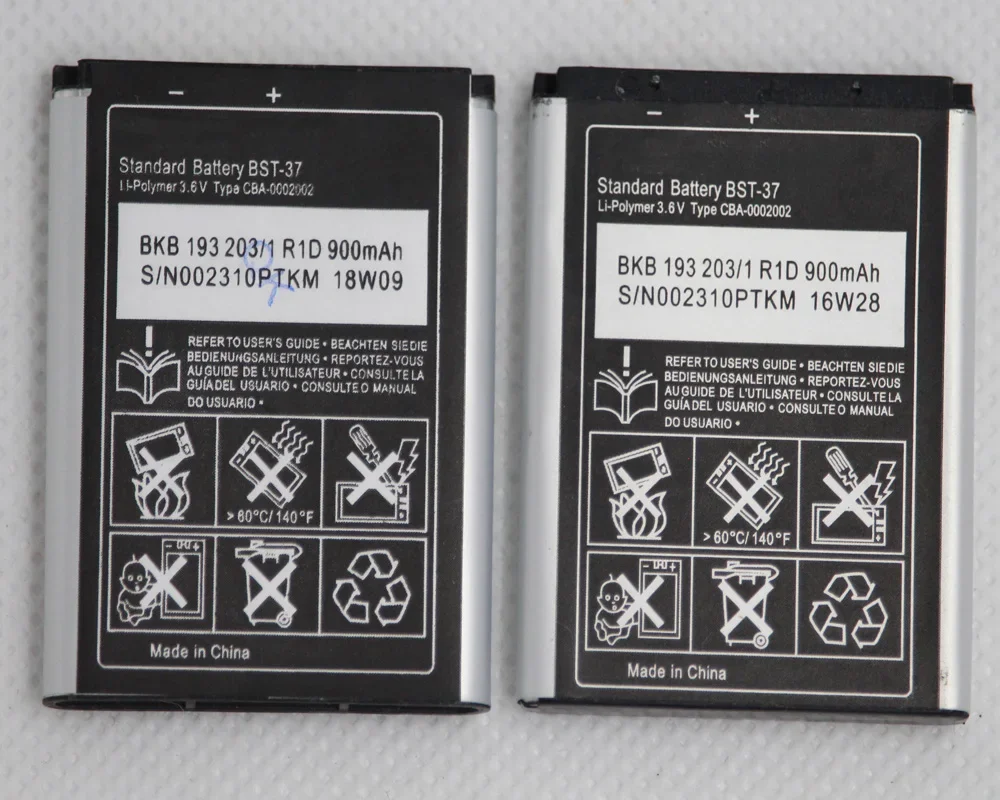 − +
Standard Battery BST-37
Li-Polymer 3.6 V Type CBA-0002002
BKB 193 203/1 R1D 900mAh
S/N002310PTKM 18W09
REFER TO USER'S GUIDE • BEACHTEN SIE DIE
BEDIENUNGSANLEITUNG • REPORTEZ-VOUS
AU GUIDE DE L'UTILISATEUR • CONSULTE LA
GUÍA DEL USUARIO • CONSULTE O MANUAL
DO USUARIO •
> 60°C/140°F
− +
Made in China
− +
Standard Battery BST-37
Li-Polymer 3.6 V Type CBA-0002002
BKB 193 203/1 R1D 900mAh
S/N002310PTKM 16W28
REFER TO USER'S GUIDE • BEACHTEN SIE DIE
BEDIENUNGSANLEITUNG • REPORTEZ-VOUS
AU GUIDE DE L'UTILISATEUR • CONSULTE LA
GUÍA DEL USUARIO • CONSULTE O MANUAL
DO USUARIO •
> 60°C/140°F
− +
Made in China